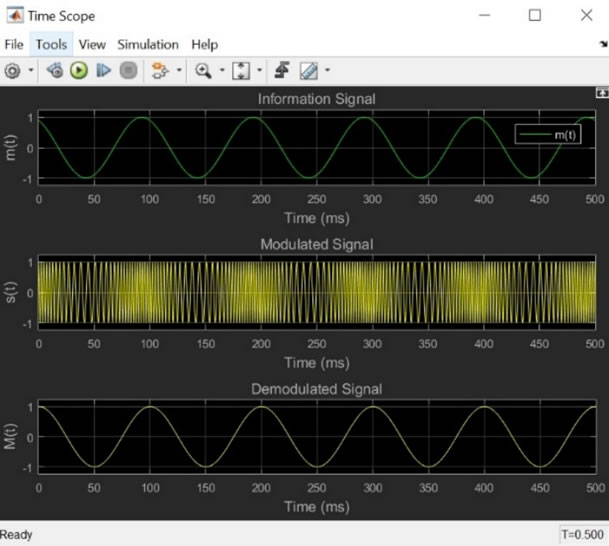 Time Scope
File Tools View Simulation Help
Information Signal
m(t)
1
0
-1
m(t)
0 50 100 150 200 250 300 350 400 450 500
Time (ms)
Modulated Signal
s(t)
1
0
-1
0 50 100 150 200 250 300 350 400 450 500
Time (ms)
Demodulated Signal
M(t)
1
0
-1
0 50 100 150 200 250 300 350 400 450 500
Time (ms)
Ready T=0.500